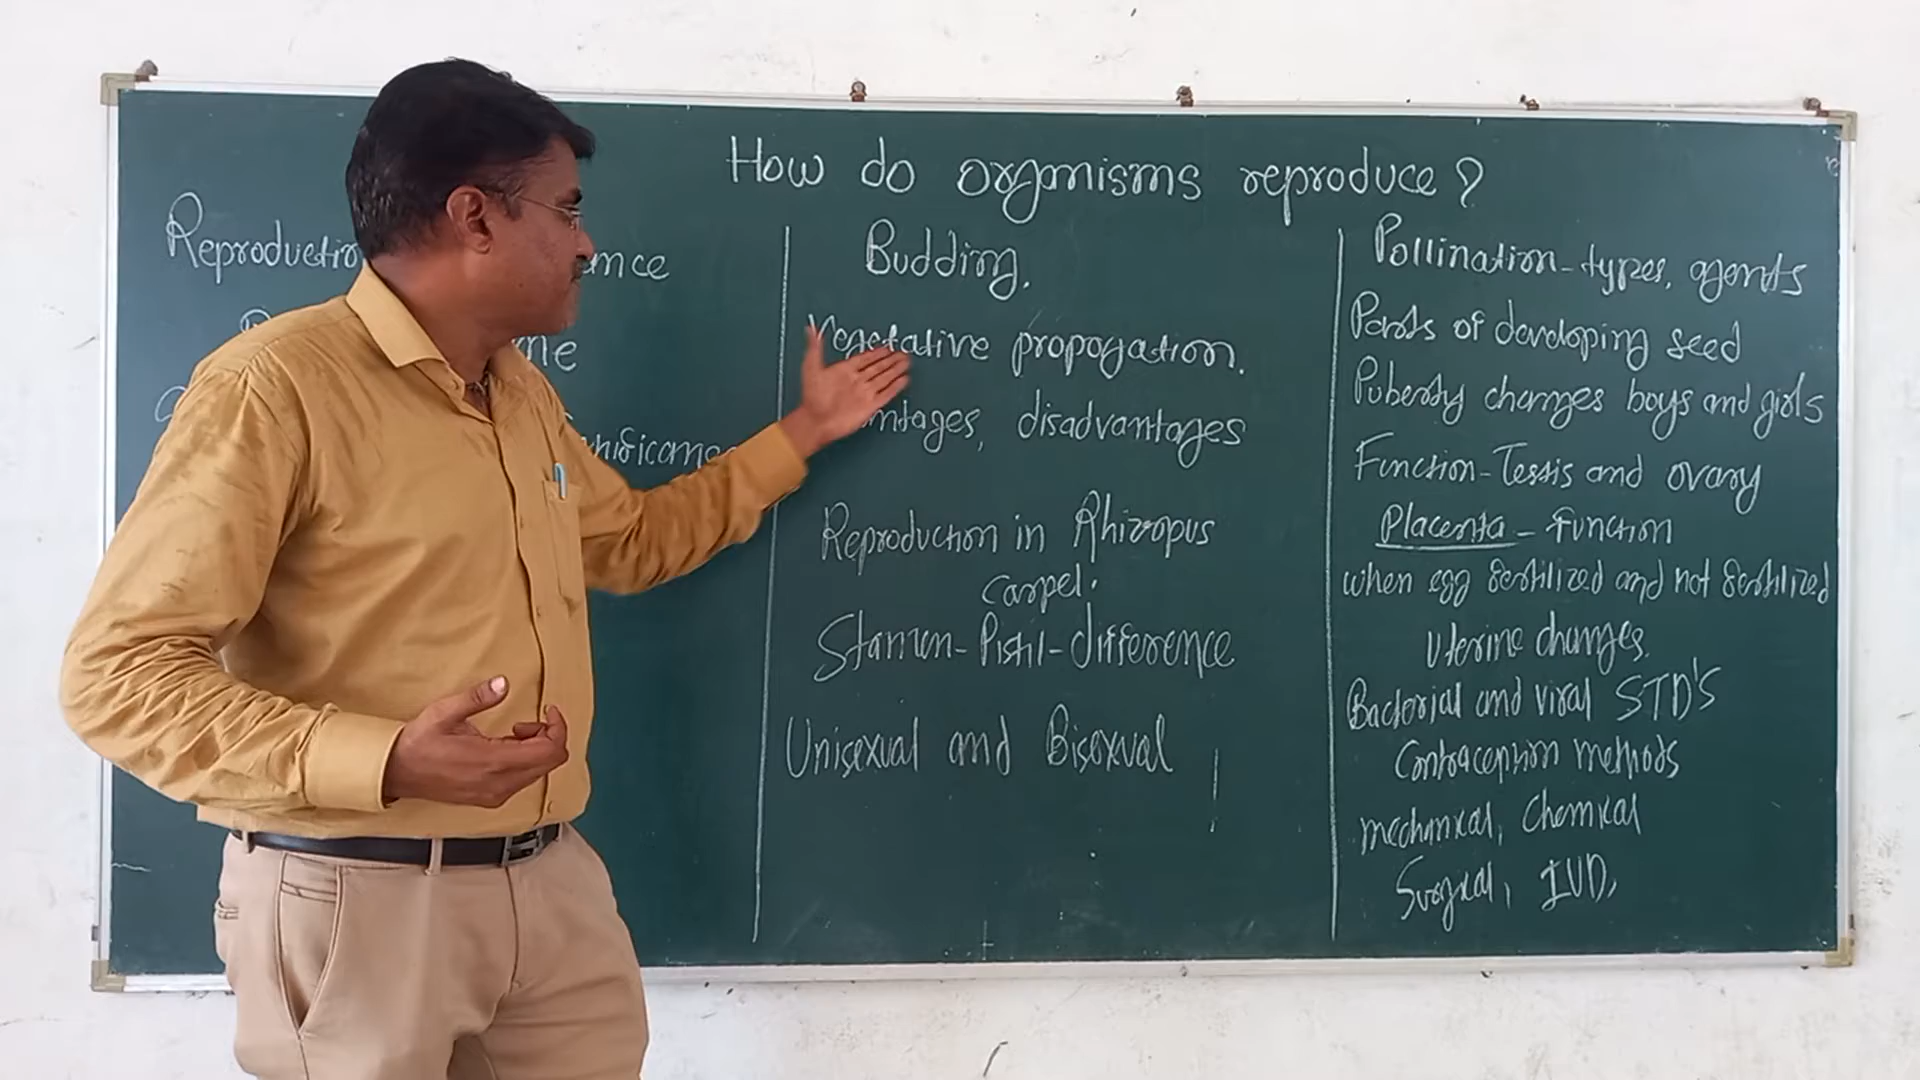 How do organisms reproduce?
Reproduction
Budding.
Vegetative propogation.
disadvantages
Reproduction in Rhizopus
carpel.
Stamen-Pistil-difference
Unisexual and Bisexual
Pollination-types, agents
Parts of developing seed
Puberty changes boys and girls
Function-Testis and ovary
Placenta-Function
when egg fertilized and not fertilized
Uterine changes.
Bacterial and viral STD'S
Contraception methods
mechanical, Chemical
Surgical, IUD,